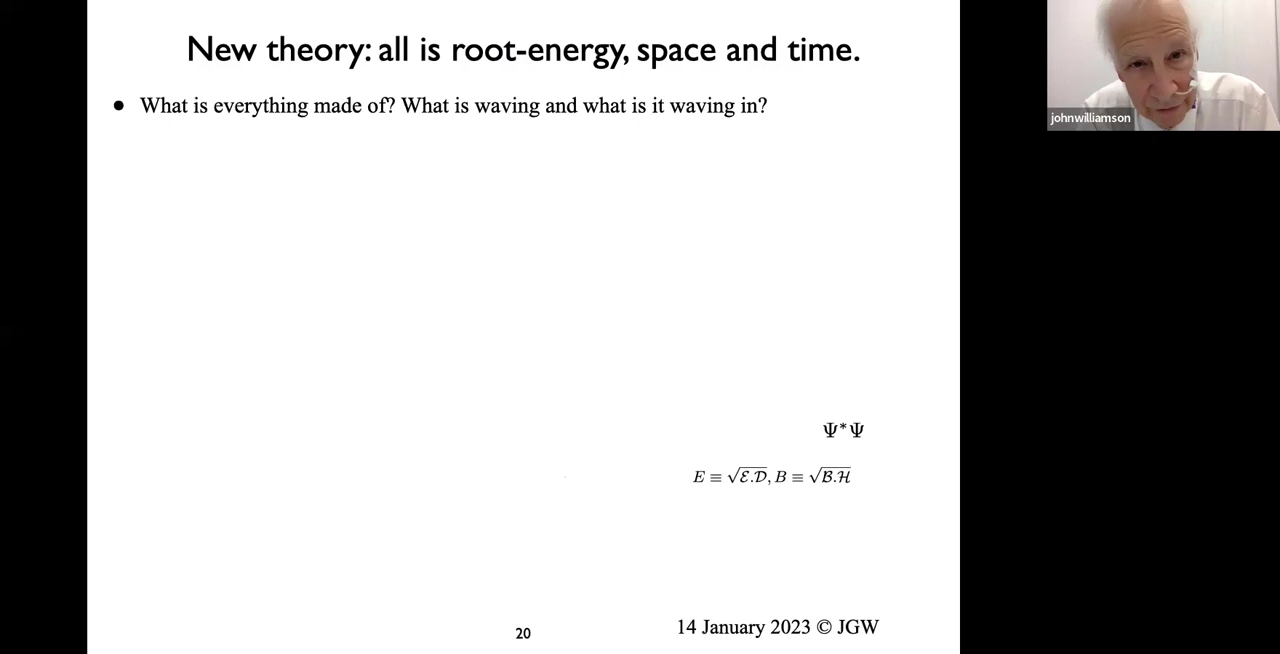 New theory: all is root-energy, space and time.
• What is everything made of? What is waving and what is it waving in?
johnwilliamson
Ψ*Ψ
E ≡ √ℰ.𝒟, B ≡ √ℬ.ℋ
20
14 January 2023 © JGW